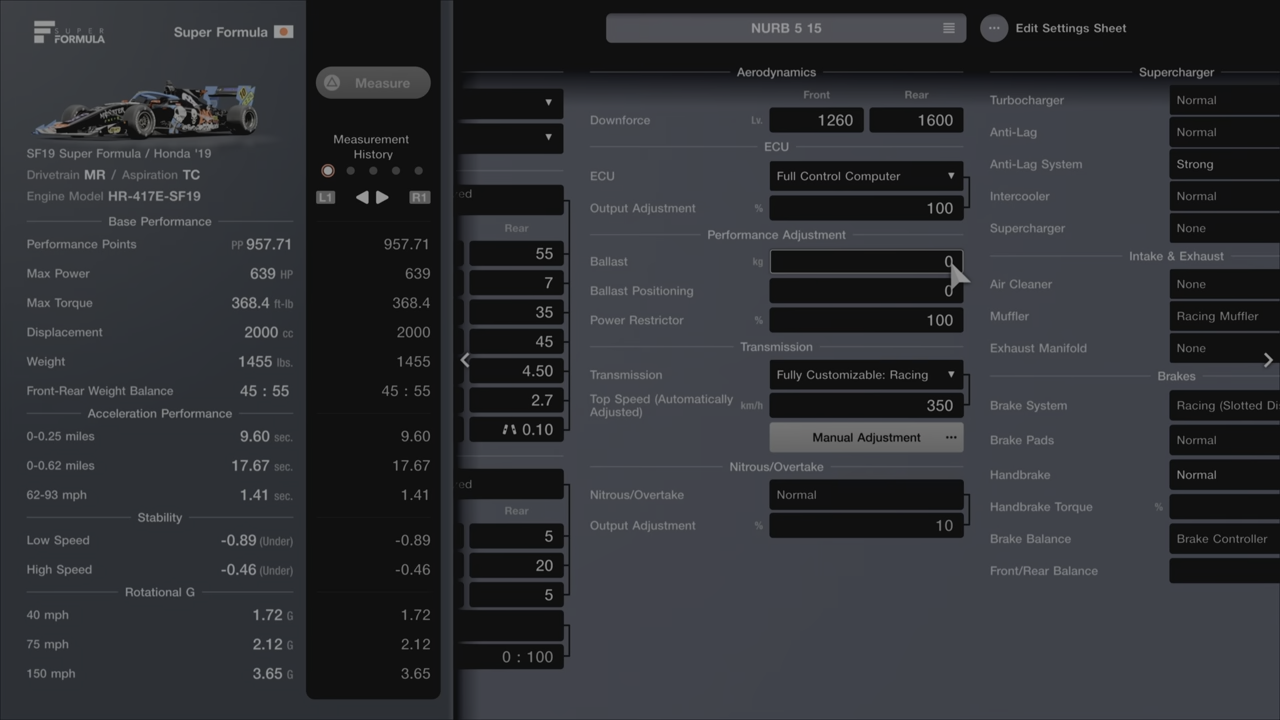 SUPER
FORMULA
Super Formula
SF19 Super Formula / Honda '19
Drivetrain MR / Aspiration TC
Engine Model HR-417E-SF19
Base Performance
Performance Points PP 957.71
Max Power 639 HP
Max Torque 368.4 ft-lb
Displacement 2000 cc
Weight 1455 lbs.
Front-Rear Weight Balance 45 : 55
Acceleration Performance
0-0.25 miles 9.60 sec.
0-0.62 miles 17.67 sec.
62-93 mph 1.41 sec.
Stability
Low Speed -0.89 (Under)
High Speed -0.46 (Under)
Rotational G
40 mph 1.72 G
75 mph 2.12 G
150 mph 3.65 G
Measure
Measurement
History
L1 R1
957.71
639
368.4
2000
1455
45 : 55
9.60
17.67
1.41
-0.89
-0.46
1.72
2.12
3.65
NURB 5 15
Edit Settings Sheet
ed
Rear
55
7
35
45
4.50
2.7
0.10
ed
Rear
5
20
5
0 : 100
Aerodynamics
Front Rear
Downforce Lv. 1260 1600
ECU
ECU Full Control Computer
Output Adjustment % 100
Performance Adjustment
Ballast kg 0
Ballast Positioning 0
Power Restrictor % 100
Transmission
Transmission Fully Customizable: Racing
Top Speed (Automatically
Adjusted) km/h 350
Manual Adjustment
Nitrous/Overtake
Nitrous/Overtake Normal
Output Adjustment % 10
Supercharger
Turbocharger Normal
Anti-Lag Normal
Anti-Lag System Strong
Intercooler Normal
Supercharger None
Intake & Exhaust
Air Cleaner None
Muffler Racing Muffler
Exhaust Manifold None
Brakes
Brake System Racing (Slotted Di
Brake Pads Normal
Handbrake Normal
Handbrake Torque %
Brake Balance Brake Controller
Front/Rear Balance